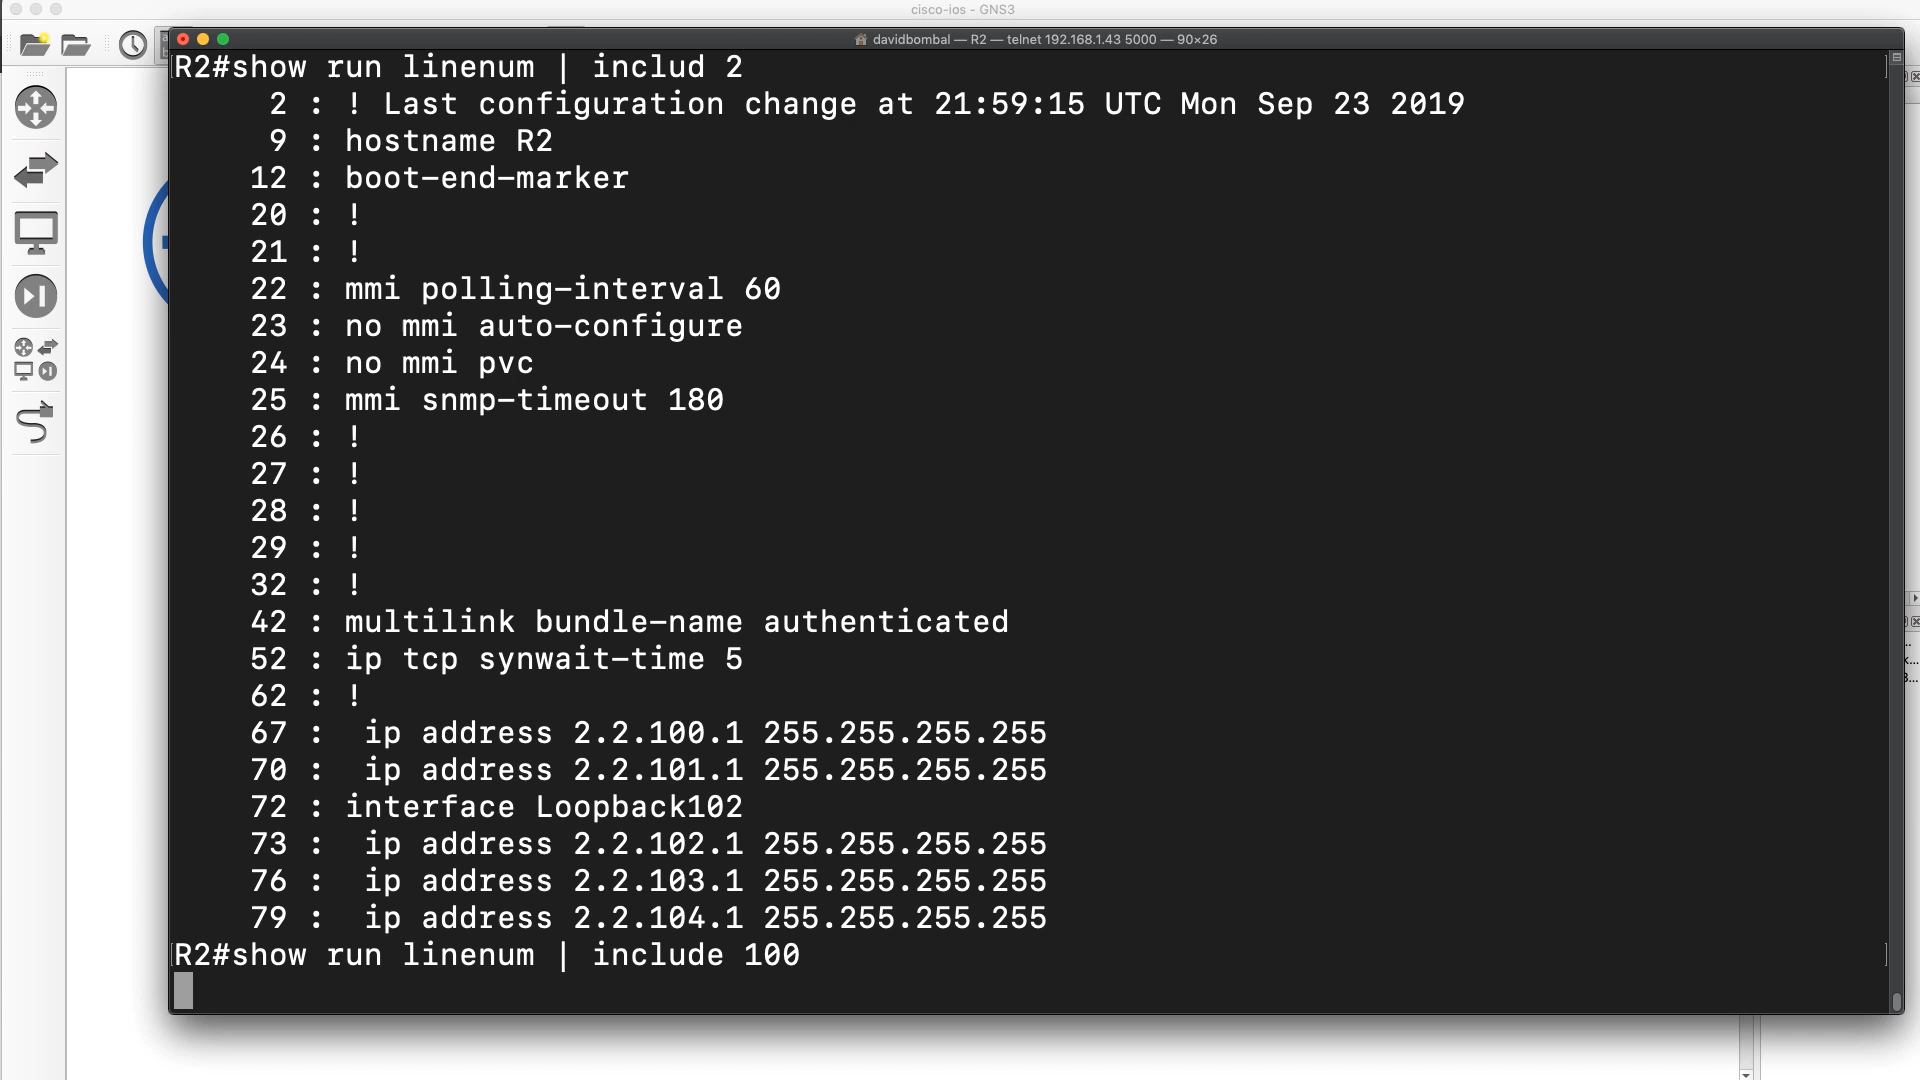 cisco-ios - GNS3
davidbombal — R2 — telnet 192.168.1.43 5000 — 90×26
R2#show run linenum | includ 2
2 : ! Last configuration change at 21:59:15 UTC Mon Sep 23 2019
9 : hostname R2
12 : boot-end-marker
20 : !
21 : !
22 : mmi polling-interval 60
23 : no mmi auto-configure
24 : no mmi pvc
25 : mmi snmp-timeout 180
26 : !
27 : !
28 : !
29 : !
32 : !
42 : multilink bundle-name authenticated
52 : ip tcp synwait-time 5
62 : !
67 :  ip address 2.2.100.1 255.255.255.255
70 :  ip address 2.2.101.1 255.255.255.255
72 : interface Loopback102
73 :  ip address 2.2.102.1 255.255.255.255
76 :  ip address 2.2.103.1 255.255.255.255
79 :  ip address 2.2.104.1 255.255.255.255
R2#show run linenum | include 100